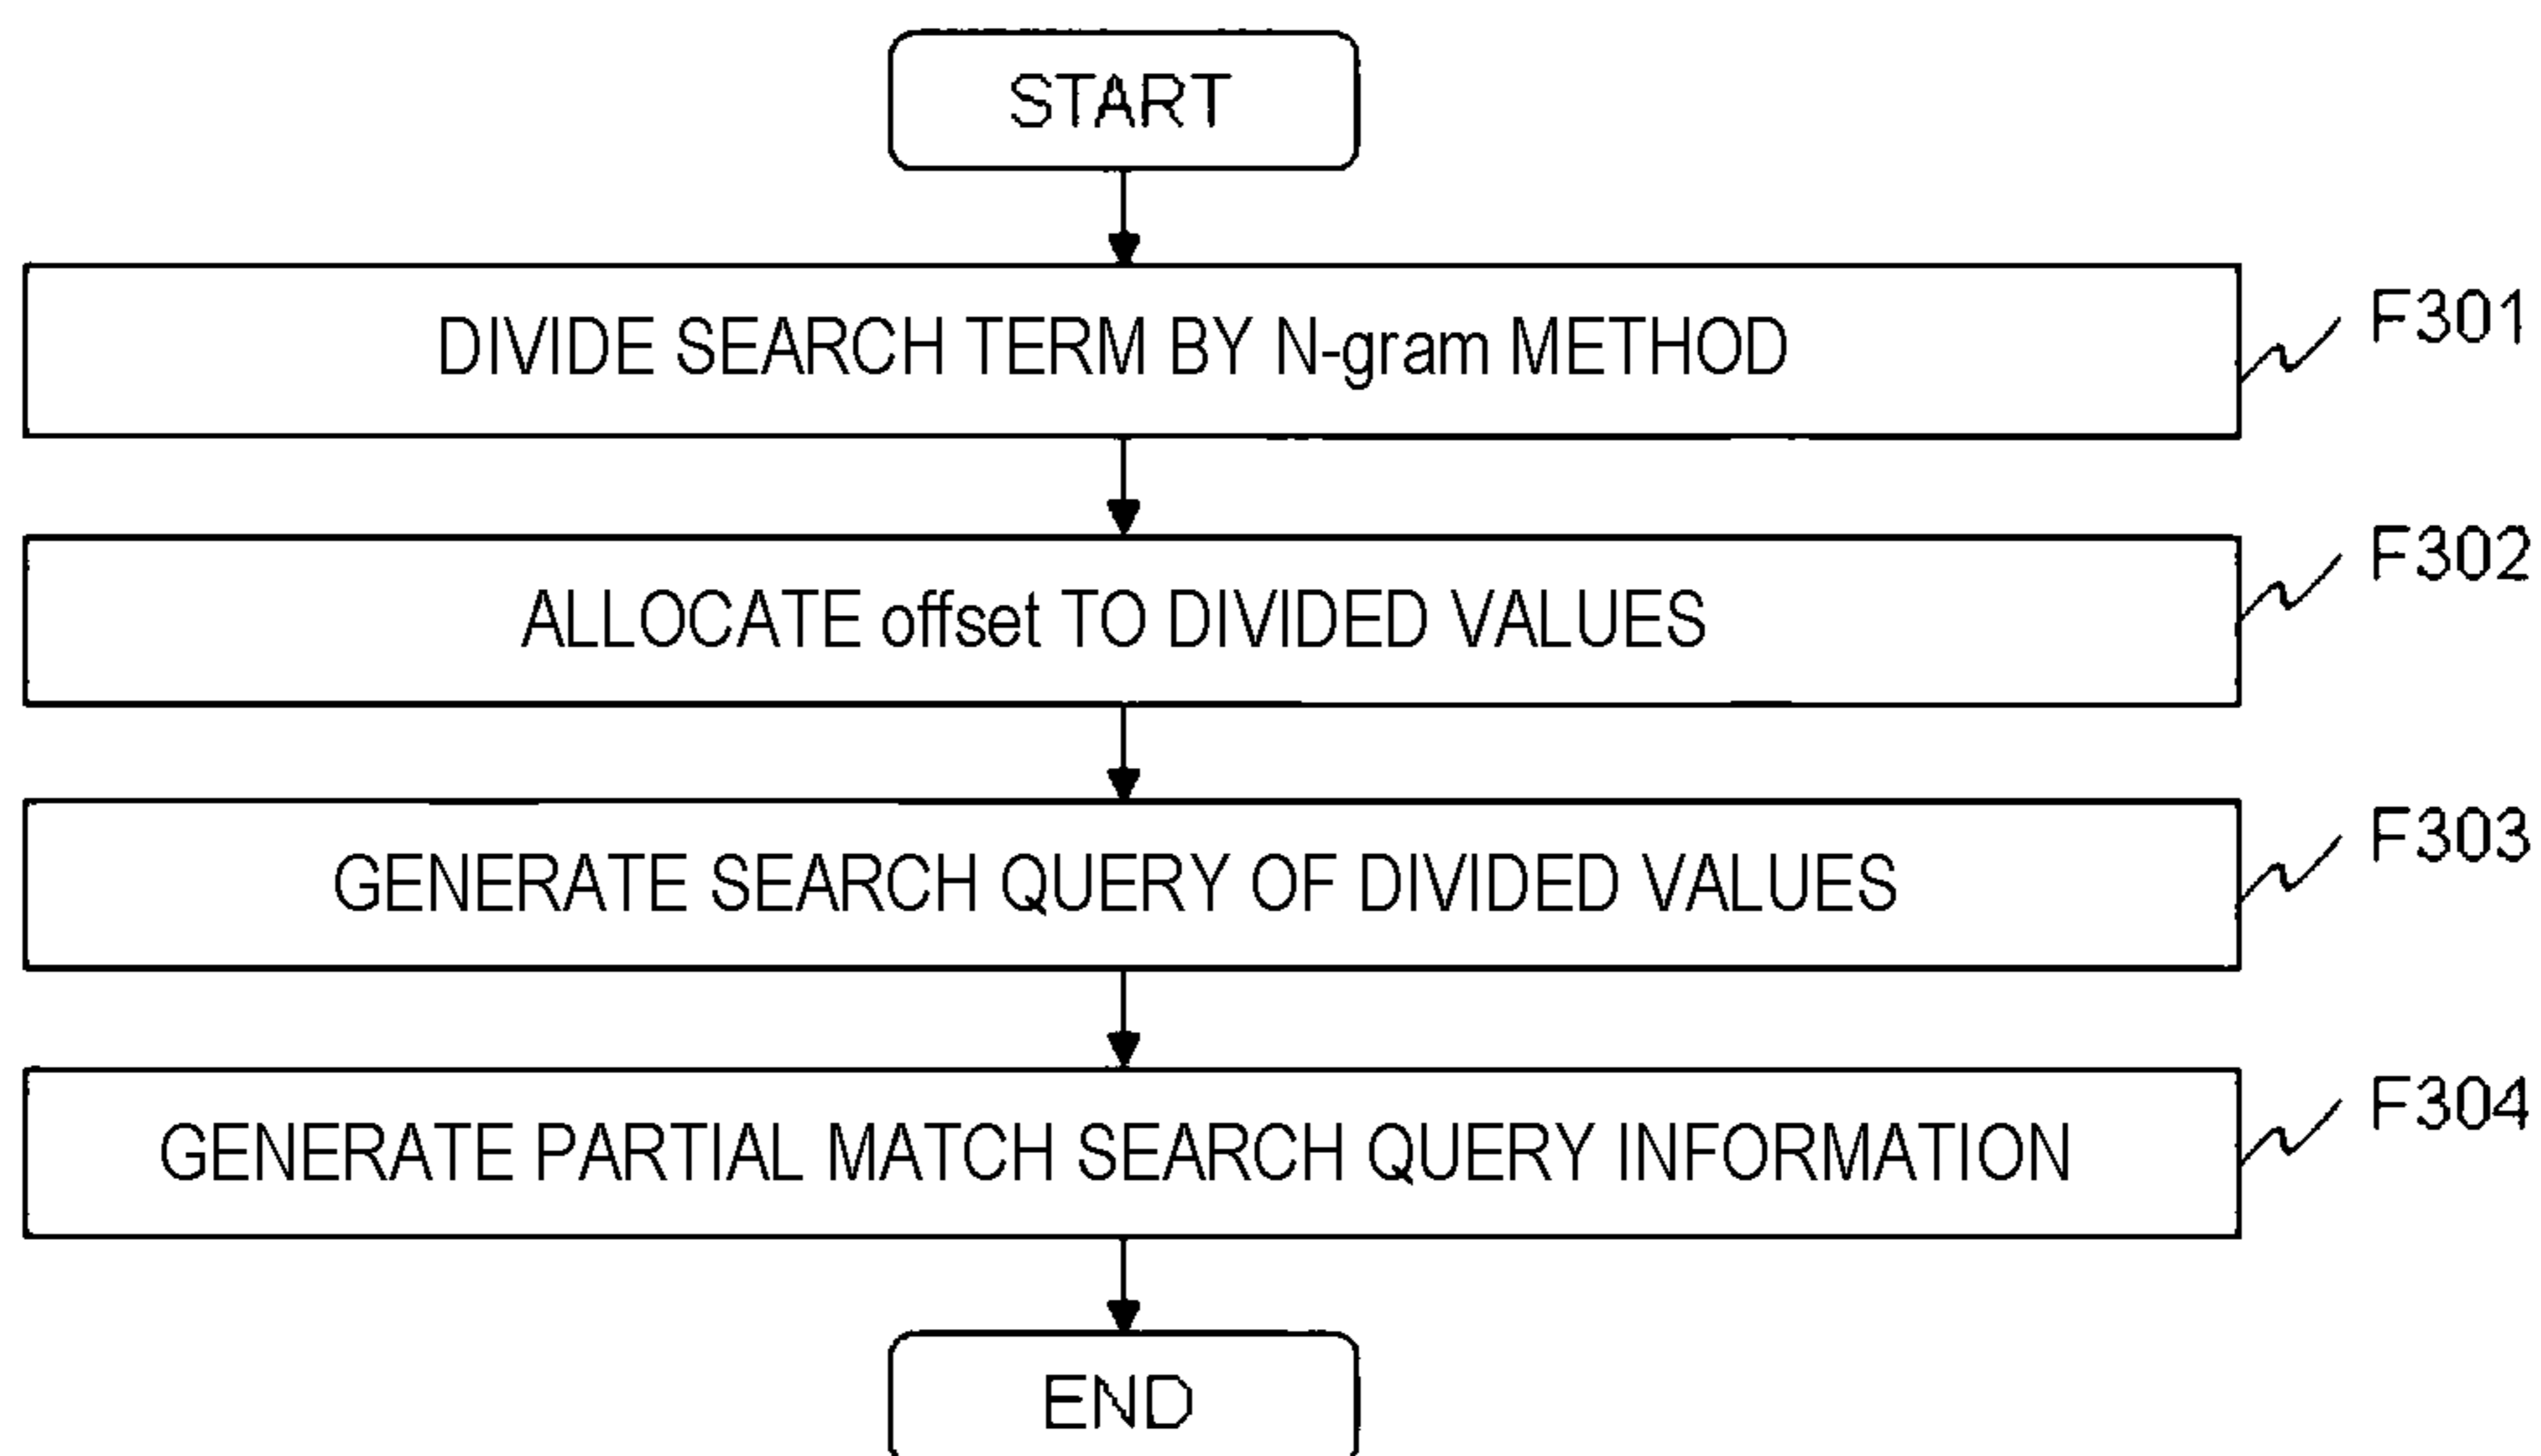 START
DIVIDE SEARCH TERM BY N-gram METHOD
F301
ALLOCATE offset TO DIVIDED VALUES
F302
GENERATE SEARCH QUERY OF DIVIDED VALUES
F303
GENERATE PARTIAL MATCH SEARCH QUERY INFORMATION
F304
END